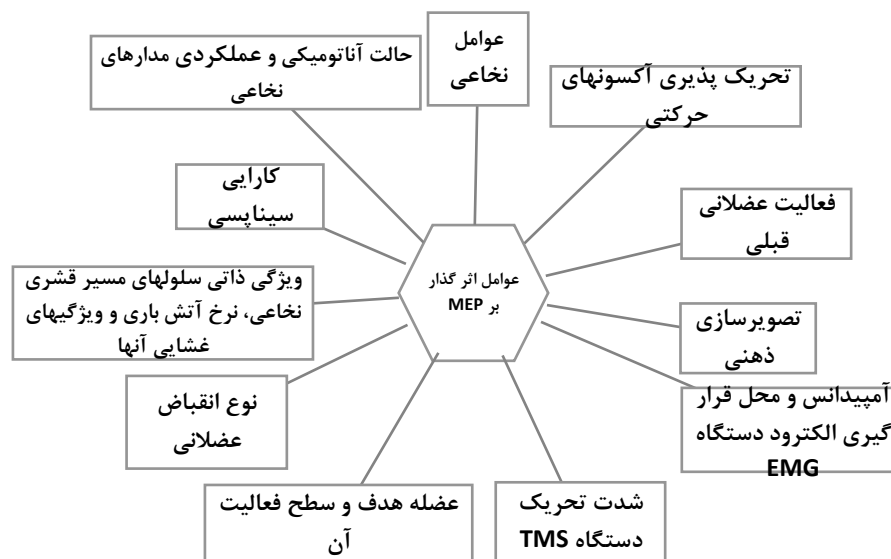 عوامل
نخاعی
حالت آناتومیکی و عملکردی مدارهای
نخاعی
تحریک پذیری آکسونهای
حرکتی
کارایی
سیناپسی
فعالیت عضلانی
قبلی
عوامل اثر گذار
بر MEP
ویژگی ذاتی سلولهای مسیر قشری
نخاعی، نرخ آتش باری و ویژگیهای
غشایی آنها
تصویرسازی
ذهنی
نوع انقباض
عضلانی
آمپیدانس و محل قرار
گیری الکترود دستگاه
EMG
عضله هدف و سطح فعالیت
آن
شدت تحریک
دستگاه TMS